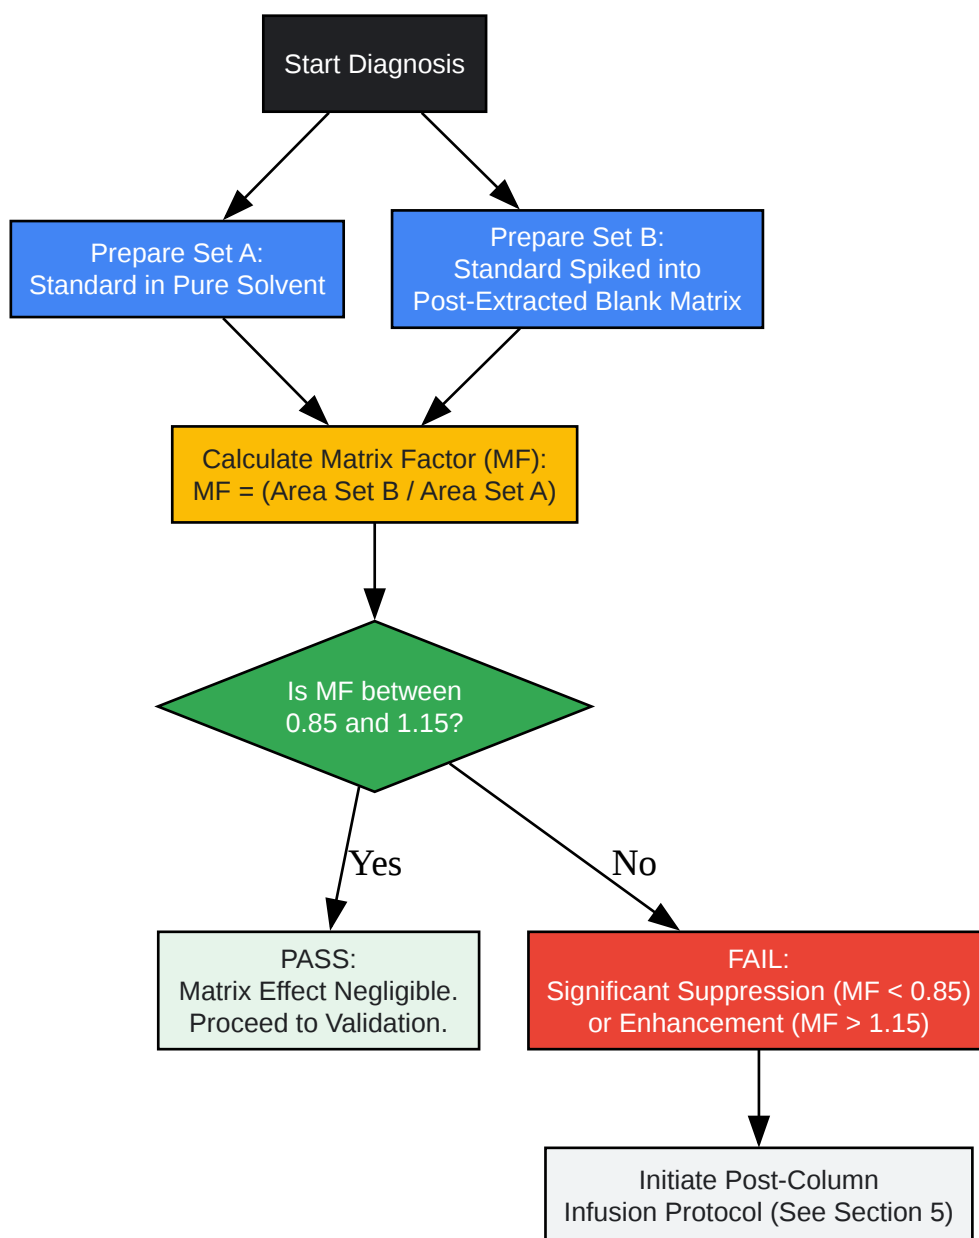 Start Diagnosis
Prepare Set A:
Standard in Pure Solvent
Prepare Set B:
Standard Spiked into
Post-Extracted Blank Matrix
Calculate Matrix Factor (MF):
MF = (Area Set B / Area Set A)
Is MF between
0.85 and 1.15?
Yes
No
PASS:
Matrix Effect Negligible.
Proceed to Validation.
FAIL:
Significant Suppression (MF < 0.85)
or Enhancement (MF > 1.15)
Initiate Post-Column
Infusion Protocol (See Section 5)